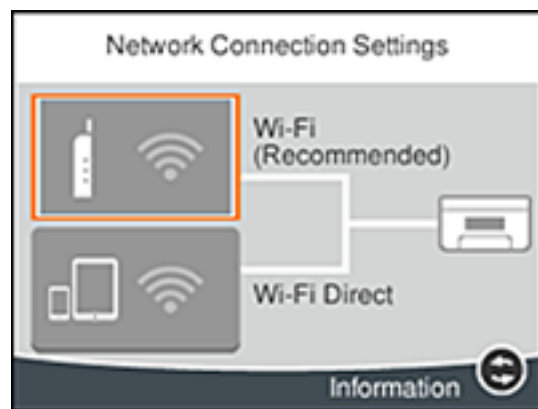 Network Connection Settings
Wi-Fi
(Recommended)
Wi-Fi Direct
Information